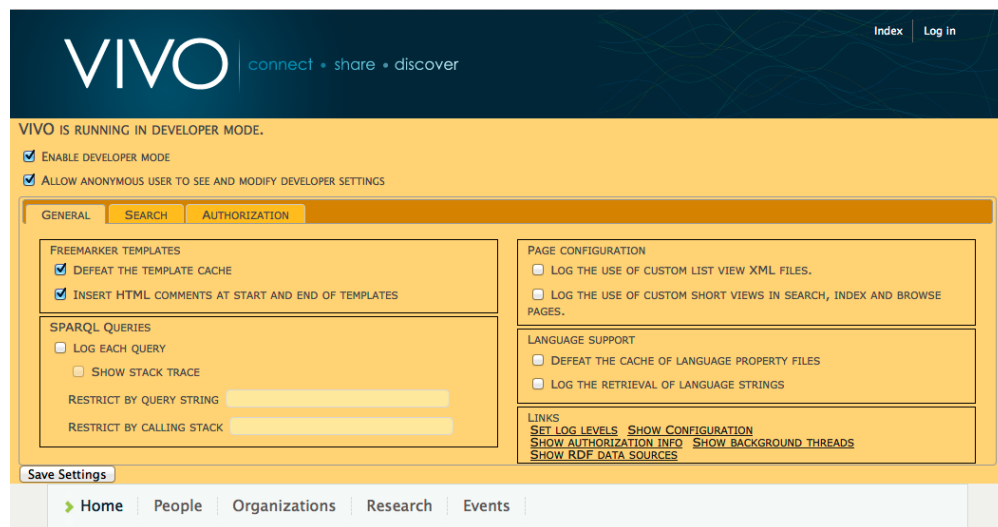 Index Log in
VIVO connect • share • discover
VIVO IS RUNNING IN DEVELOPER MODE.
ENABLE DEVELOPER MODE
ALLOW ANONYMOUS USER TO SEE AND MODIFY DEVELOPER SETTINGS
GENERAL SEARCH AUTHORIZATION
FREEMARKER TEMPLATES
DEFEAT THE TEMPLATE CACHE
INSERT HTML COMMENTS AT START AND END OF TEMPLATES
SPARQL QUERIES
LOG EACH QUERY
SHOW STACK TRACE
RESTRICT BY QUERY STRING
RESTRICT BY CALLING STACK
PAGE CONFIGURATION
LOG THE USE OF CUSTOM LIST VIEW XML FILES.
LOG THE USE OF CUSTOM SHORT VIEWS IN SEARCH, INDEX AND BROWSE
PAGES.
LANGUAGE SUPPORT
DEFEAT THE CACHE OF LANGUAGE PROPERTY FILES
LOG THE RETRIEVAL OF LANGUAGE STRINGS
LINKS
SET LOG LEVELS SHOW CONFIGURATION
SHOW AUTHORIZATION INFO SHOW BACKGROUND THREADS
SHOW RDF DATA SOURCES
Save Settings
Home People Organizations Research Events